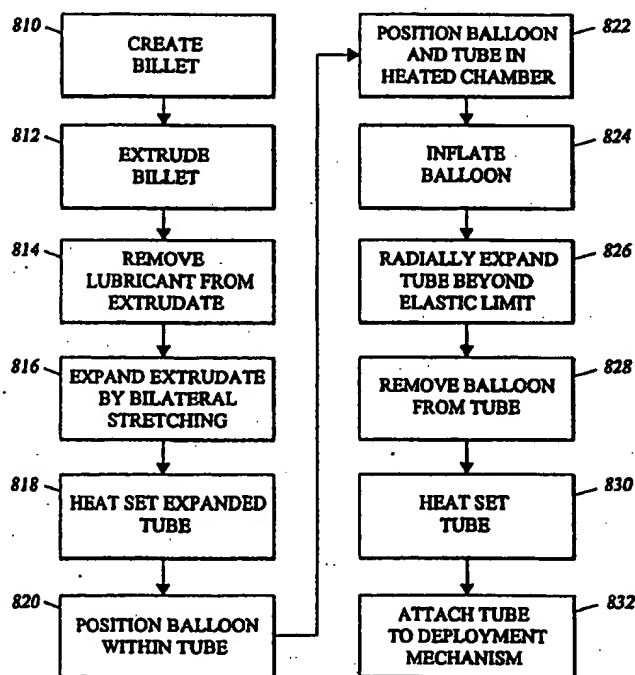 810
CREATE
BILLET
812
EXTRUDE
BILLET
814
REMOVE
LUBRICANT FROM
EXTRUDATE
816
EXPAND EXTRUDATE
BY BILATERAL
STRETCHING
818
HEAT SET EXPANDED
TUBE
820
POSITION BALLOON
WITHIN TUBE
822
POSITION BALLOON
AND TUBE IN
HEATED CHAMBER
824
INFLATE
BALLOON
826
RADIALLY EXPAND
TUBE BEYOND
ELASTIC LIMIT
828
REMOVE BALLOON
FROM TUBE
830
HEAT SET
TUBE
832
ATTACH TUBE
TO DEPLOYMENT
MECHANISM